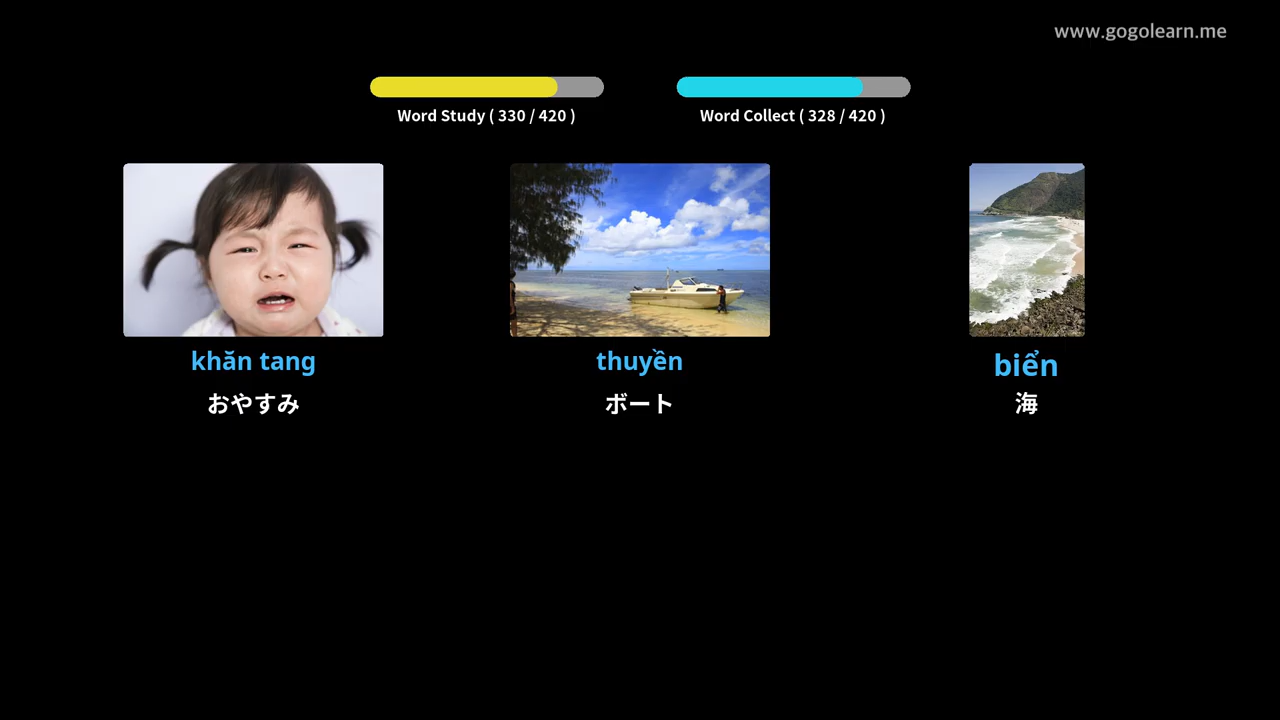 www.gogolearn.me
Word Study ( 330 / 420 )
Word Collect ( 328 / 420 )
khăn tang
thuyền
biển
おやすみ
ボート
海